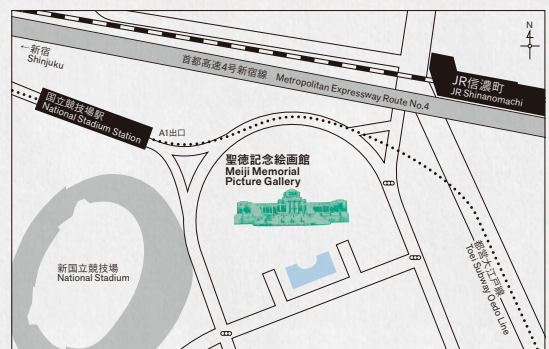 N
←新宿
Shinjuku
首都高速4号新宿線 Metropolitan Expressway Route No.4
JR信濃町
JR Shinanomachi
国立競技場駅
National Stadium Station
A1出口
聖徳記念絵画館
Meiji Memorial
Picture Gallery
新国立競技場
National Stadium
都営大江戸線
Toei Subway Oedo Line